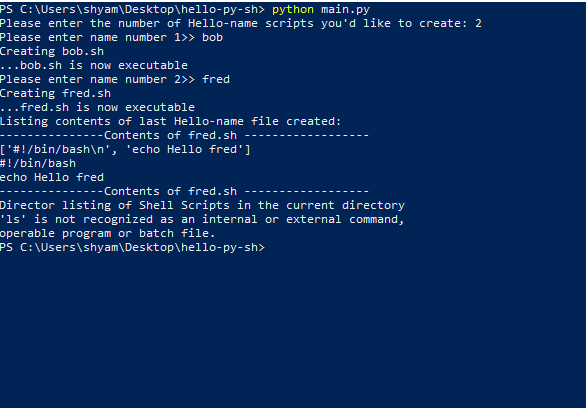 PS C:\Users\shyam\Desktop\hello-py-sh> python main.py
Please enter the number of Hello-name scripts you'd like to create: 2
Please enter name number 1>> bob
Creating bob.sh
...bob.sh is now executable
Please enter name number 2>> fred
Creating fred.sh
...fred.sh is now executable
Listing contents of last Hello-name file created:
---------------Contents of fred.sh ------------------
['#!/bin/bash\n', 'echo Hello fred']
#!/bin/bash
echo Hello fred
---------------Contents of fred.sh ------------------
Director listing of Shell Scripts in the current directory
'ls' is not recognized as an internal or external command,
operable program or batch file.
PS C:\Users\shyam\Desktop\hello-py-sh>